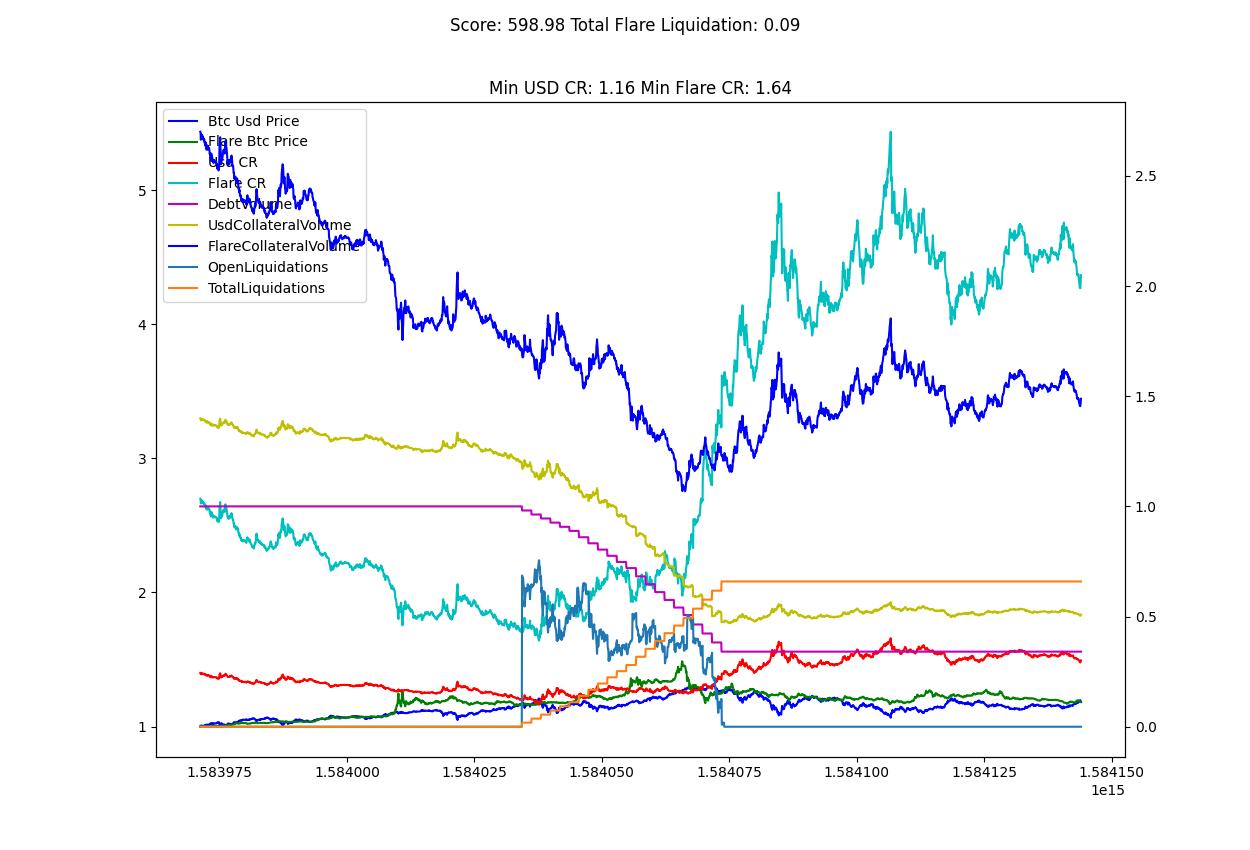 Score: 598.98 Total Flare Liquidation: 0.09
Min USD CR: 1.16 Min Flare CR: 1.64
Btc Usd Price
Flare Btc Price
Usd CR
Flare CR
DebtVolume
UsdCollateralVolume
FlareCollateralVolume
OpenLiquidations
TotalLiquidations
5
4
3
2
1
2.5
2.0
1.5
1.0
0.5
0.0
1.583975 1.584000 1.584025 1.584050 1.584075 1.584100 1.584125 1.584150
1e15